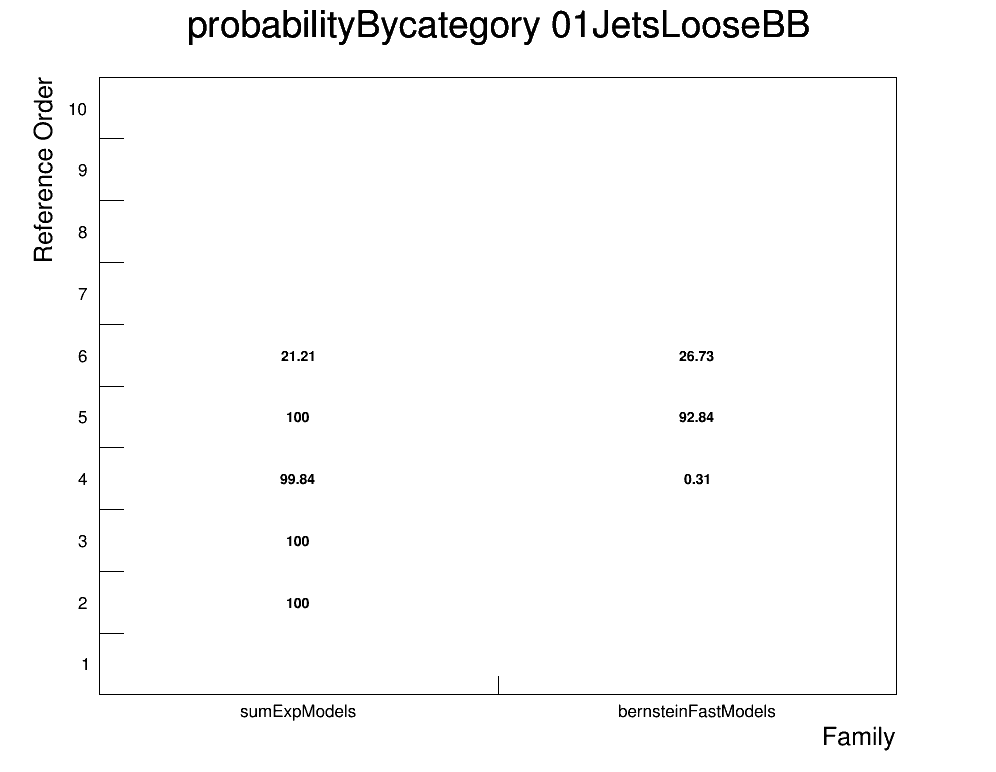 probabilityBycategory 01JetsLooseBB
Reference Order
10
9
8
7
6 21.21 26.73
5 100 92.84
4 99.84 0.31
3 100
2 100
1
sumExpModels bernsteinFastModels
Family